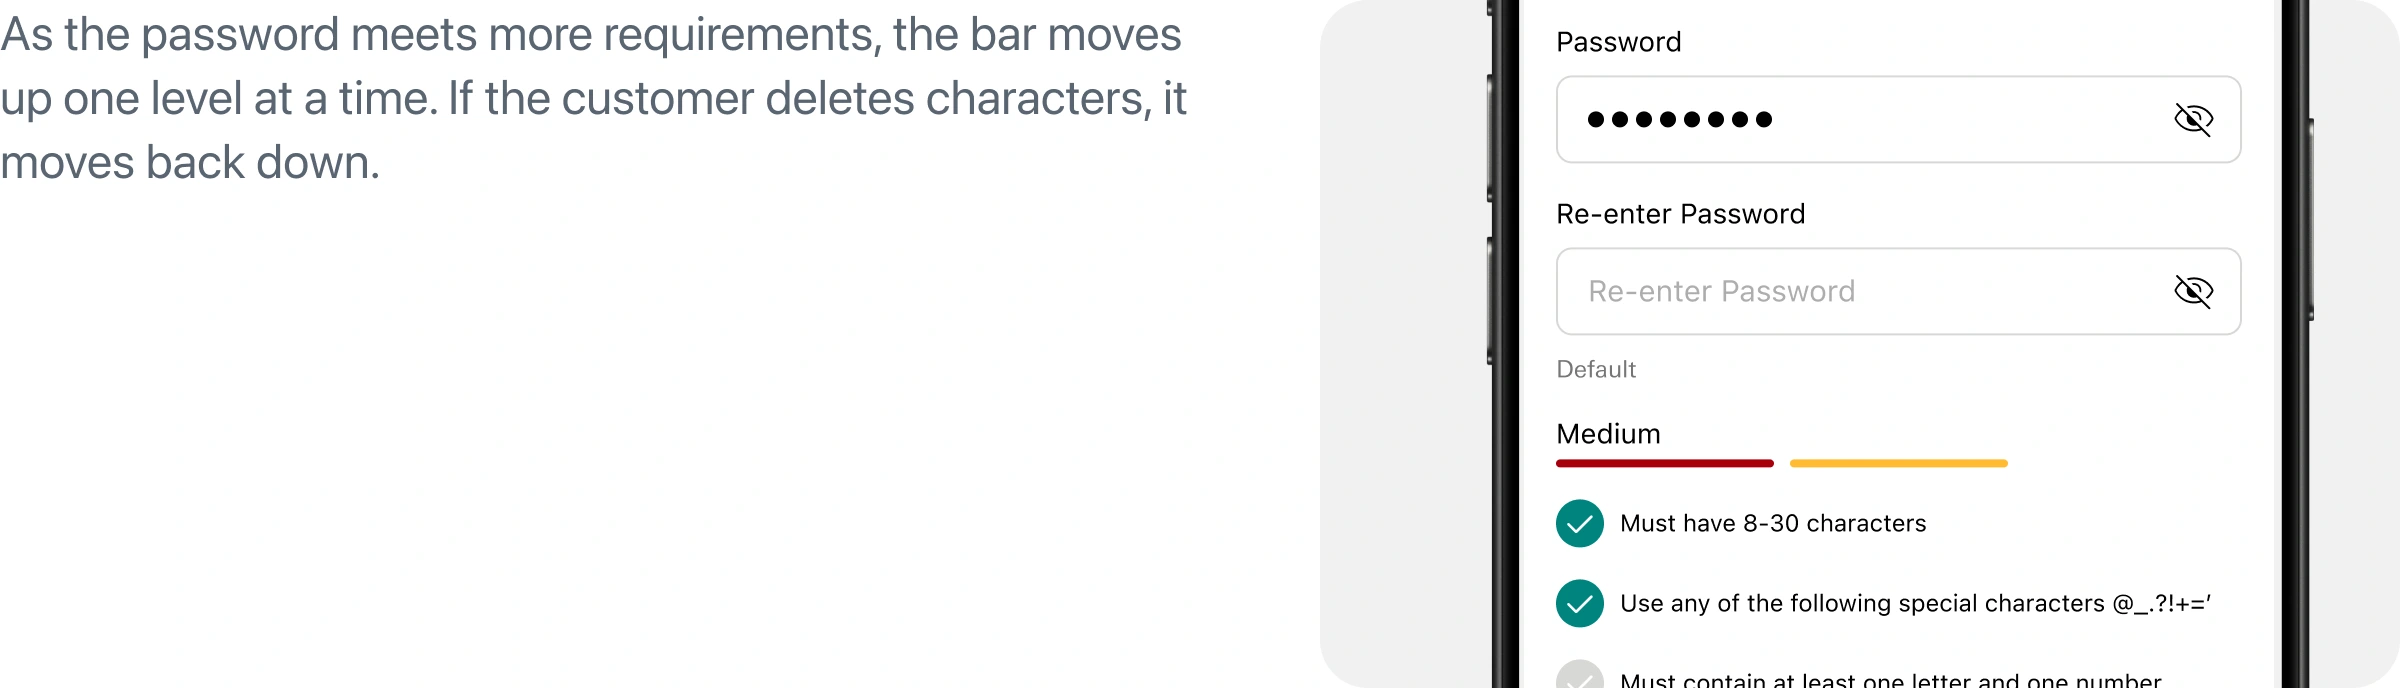 As the password meets more requirements, the bar moves
up one level at a time. If the customer deletes characters, it
moves back down.
Password
Re-enter Password
Re-enter Password
Default
Medium
Must have 8-30 characters
Use any of the following special characters @_.?!+=’
Must contain at least one letter and one number